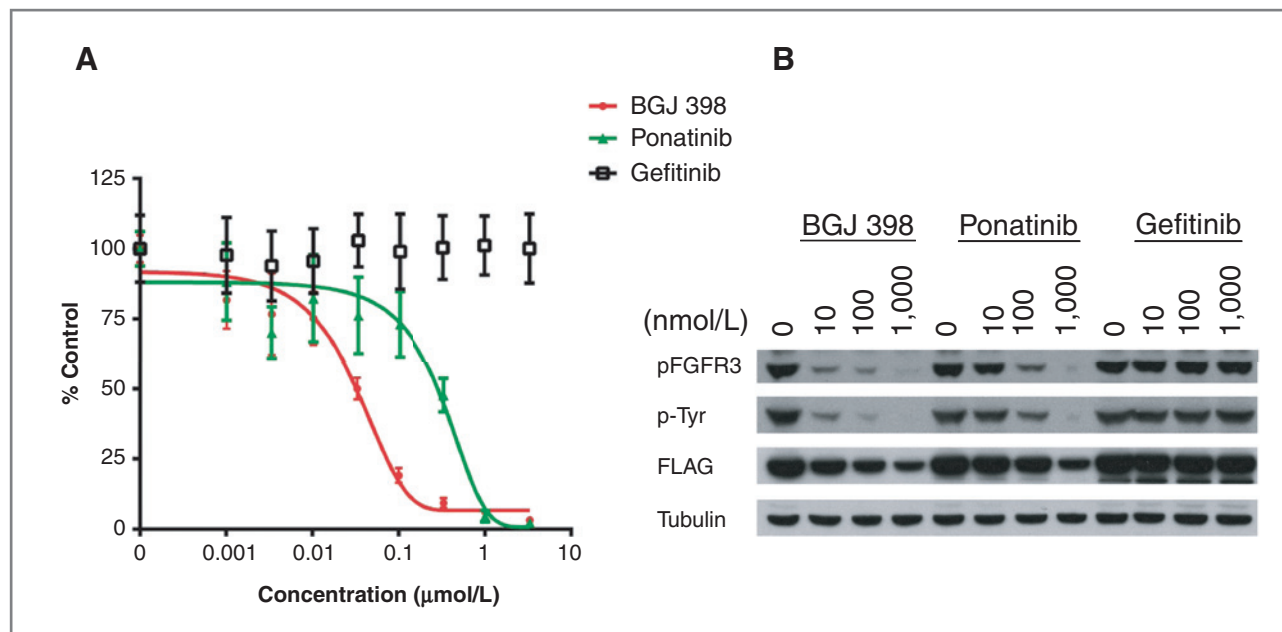 A
BGJ 398
Ponatinib
Gefitinib
125
100
75
50
25
0
% Control
0 0.001 0.01 0.1 1 10
Concentration (μmol/L)
B
BGJ 398 Ponatinib Gefitinib
(nmol/L) 0 10 100 1,000 0 10 100 1,000 0 10 100 1,000
pFGFR3
p-Tyr
FLAG
Tubulin